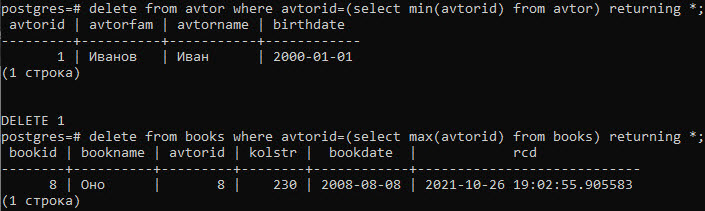 postgres=# delete from avtor where avtorid=(select min(avtorid) from avtor) returning *;
 avtorid | avtorfam | avtorname | birthdate
---------+----------+-----------+------------
       1 | Иванов   | Иван      | 2000-01-01
(1 строка)
DELETE 1
postgres=# delete from books where avtorid=(select max(avtorid) from books) returning *;
 bookid | bookname | avtorid | kolstr |  bookdate  |            rcd
--------+----------+---------+--------+------------+----------------------------
      8 | Оно      |       8 |    230 | 2008-08-08 | 2021-10-26 19:02:55.905583
(1 строка)